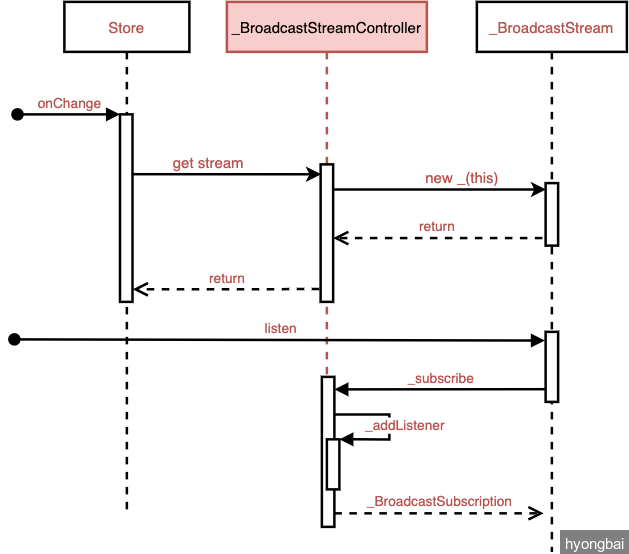 Store
_BroadcastStreamController
_BroadcastStream
onChange
get stream
new _(this)
return
return
listen
_subscribe
_addListener
_BroadcastSubscription
hyongbai